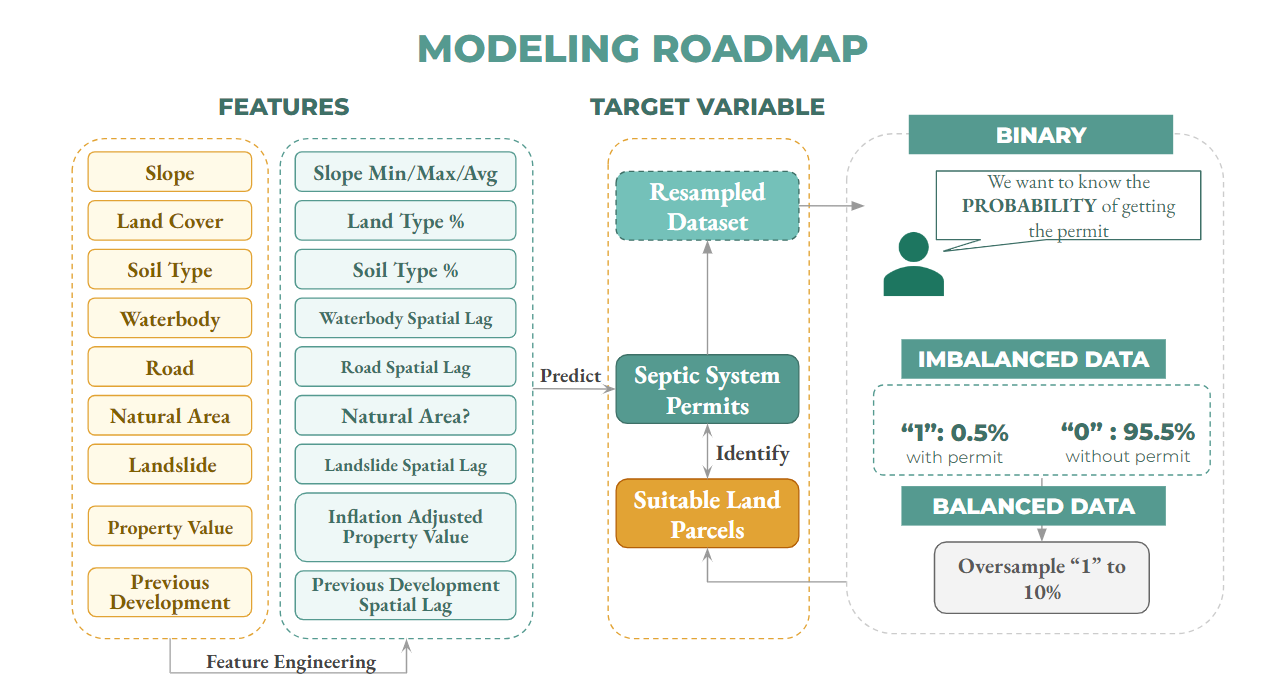 MODELING ROADMAP
FEATURES
Slope
Land Cover
Soil Type
Waterbody
Road
Natural Area
Landslide
Property Value
Previous
Development
Slope Min/Max/Avg
Land Type %
Soil Type %
Waterbody Spatial Lag
Road Spatial Lag
Natural Area?
Landslide Spatial Lag
Inflation Adjusted
Property Value
Previous Development
Spatial Lag
Feature Engineering
Predict
TARGET VARIABLE
Resampled
Dataset
Septic System
Permits
Identify
Suitable Land
Parcels
BINARY
We want to know the
PROBABILITY of getting
the permit
IMBALANCED DATA
“1”: 0.5%
with permit
“0” : 95.5%
without permit
BALANCED DATA
Oversample “1” to
10%